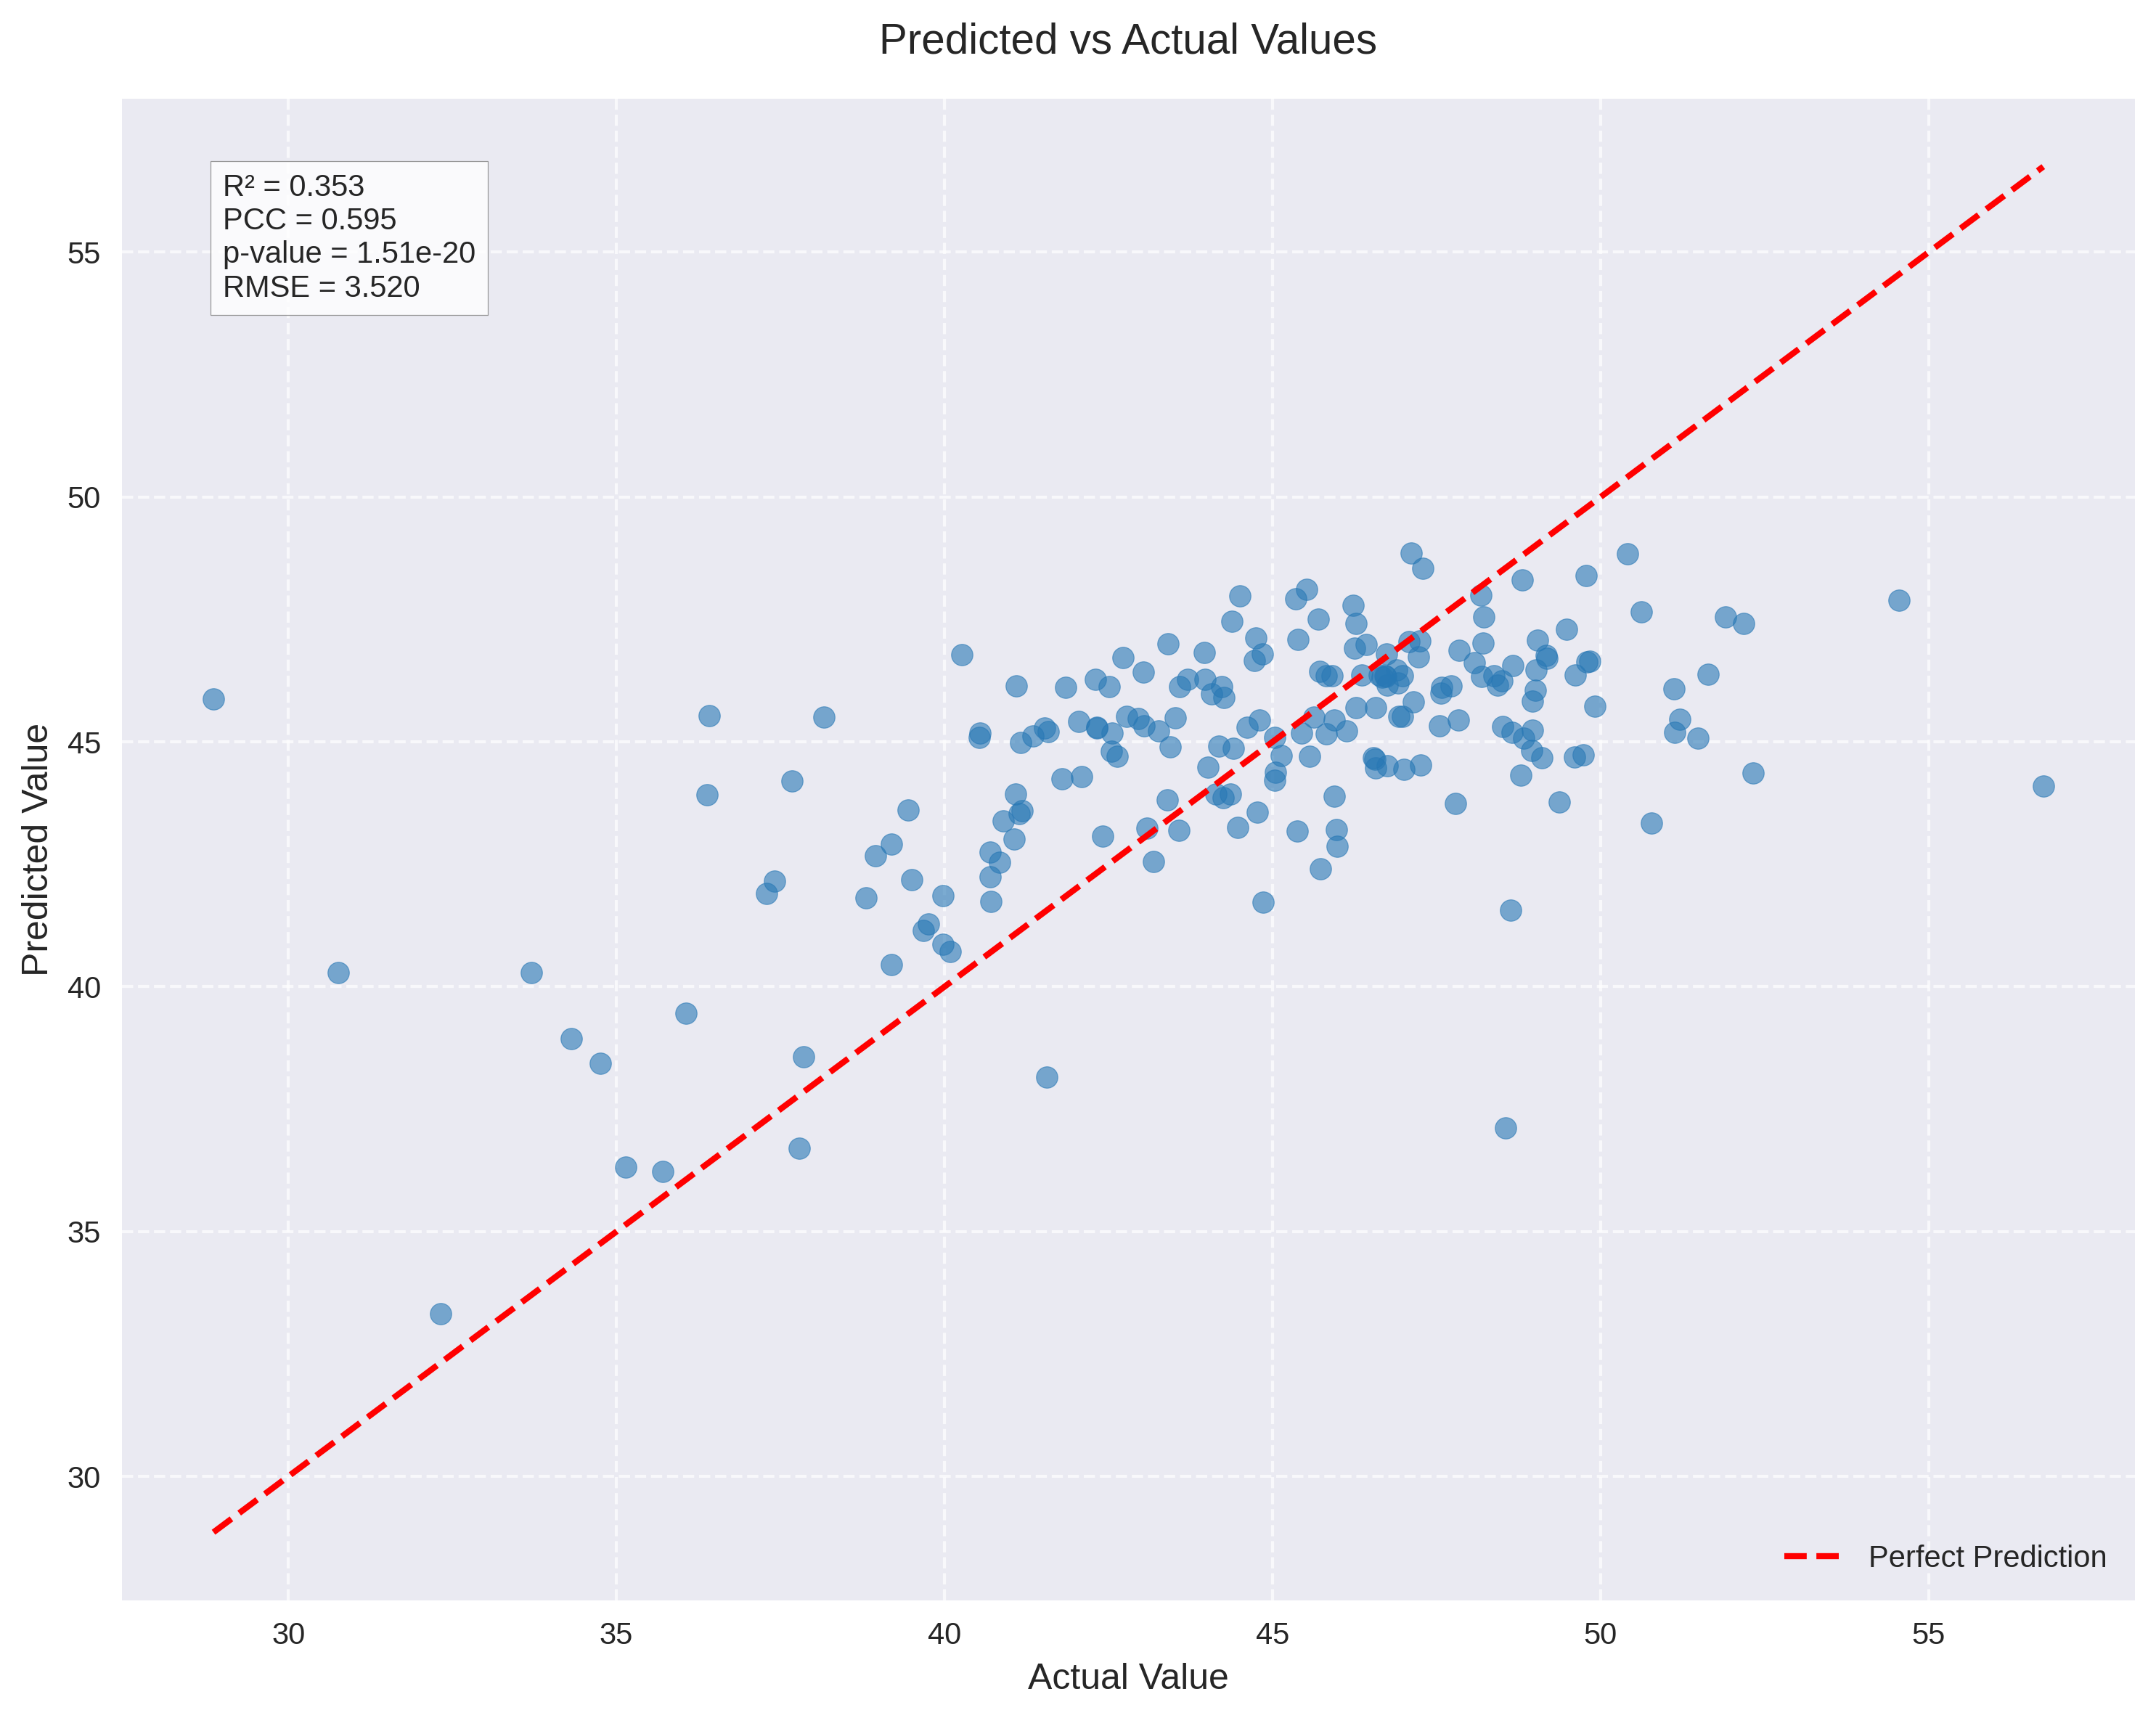 Predicted vs Actual Values
R² = 0.353
PCC = 0.595
p-value = 1.51e-20
RMSE = 3.520
55
50
45
40
35
30
Predicted Value
Perfect Prediction
30 35 40 45 50 55
Actual Value